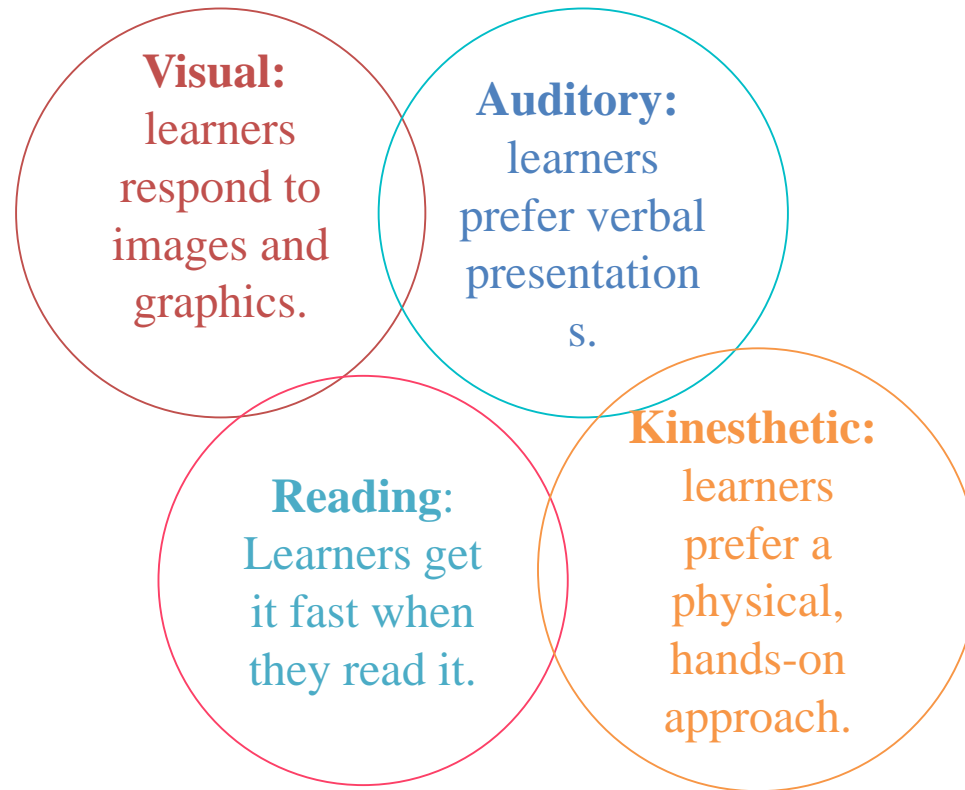 Visual:
learners
respond to
images and
graphics.
Auditory:
learners
prefer verbal
presentation
s.
Reading:
Learners get
it fast when
they read it.
Kinesthetic:
learners
prefer a
physical,
hands-on
approach.